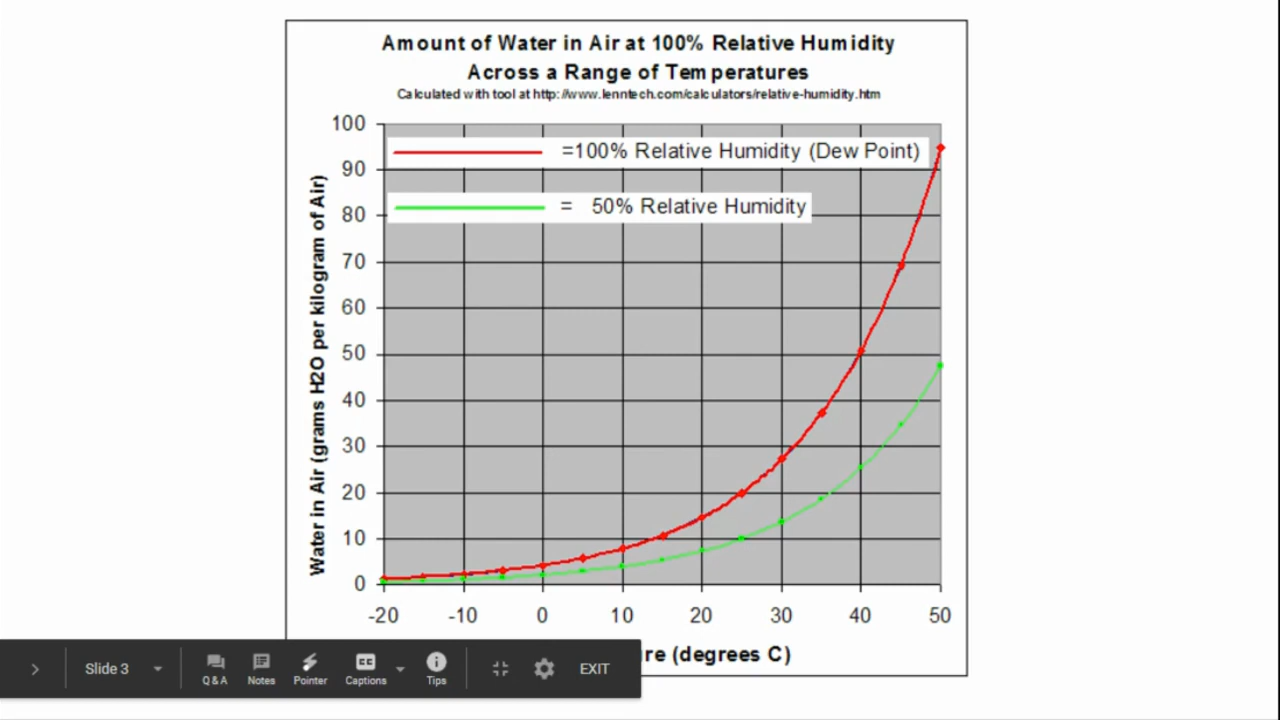 Amount of Water in Air at 100% Relative Humidity
Across a Range of Temperatures
Calculated with tool at http://www.lenntech.com/calculators/relative-humidity.htm
Water in Air (grams H2O per kilogram of Air)
100
90
80
70
60
50
40
30
20
10
0
=100% Relative Humidity (Dew Point)
= 50% Relative Humidity
-20 -10 0 10 20 30 40 50
re (degrees C)
Slide 3
Q & A Notes Pointer Captions Tips
EXIT